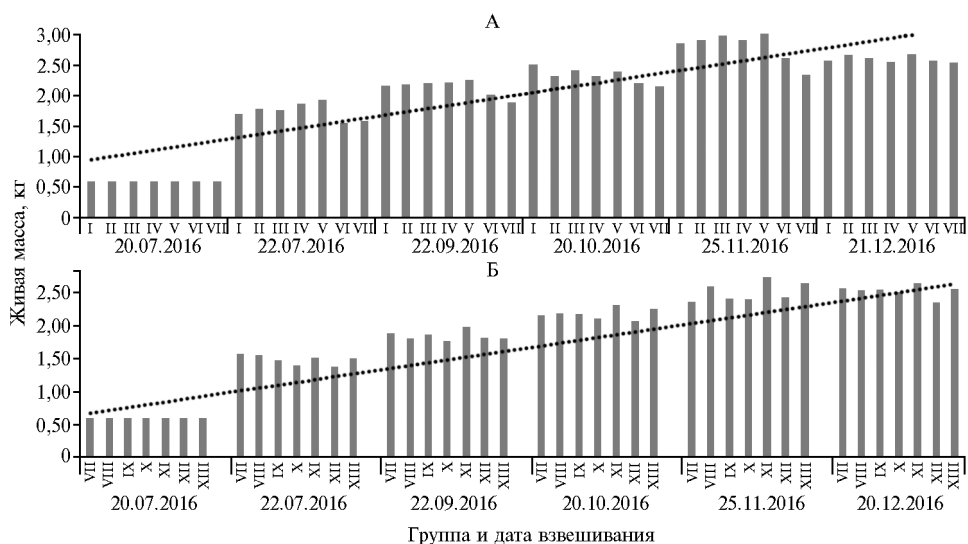 А
Живая масса, кг
3,00
2,50
2,00
1,50
1,00
0,50
0
I II III IV V VI VII I II III IV V VI VII I II III IV V VI VII I II III IV V VI VII I II III IV V VI VII I II III IV V VI VII
20.07.2016 22.07.2016 22.09.2016 20.10.2016 25.11.2016 21.12.2016
Б
2,50
2,00
1,50
1,00
0,50
0
VII VIII IX X XI XII XIII VII VIII IX X XI XII XIII VII VIII IX X XI XII XIII VII VIII IX X XI XII XIII VII VIII IX X XI XII XIII VII VIII IX X XI XII XIII
20.07.2016 22.07.2016 22.09.2016 20.10.2016 25.11.2016 20.12.2016
Группа и дата взвешивания